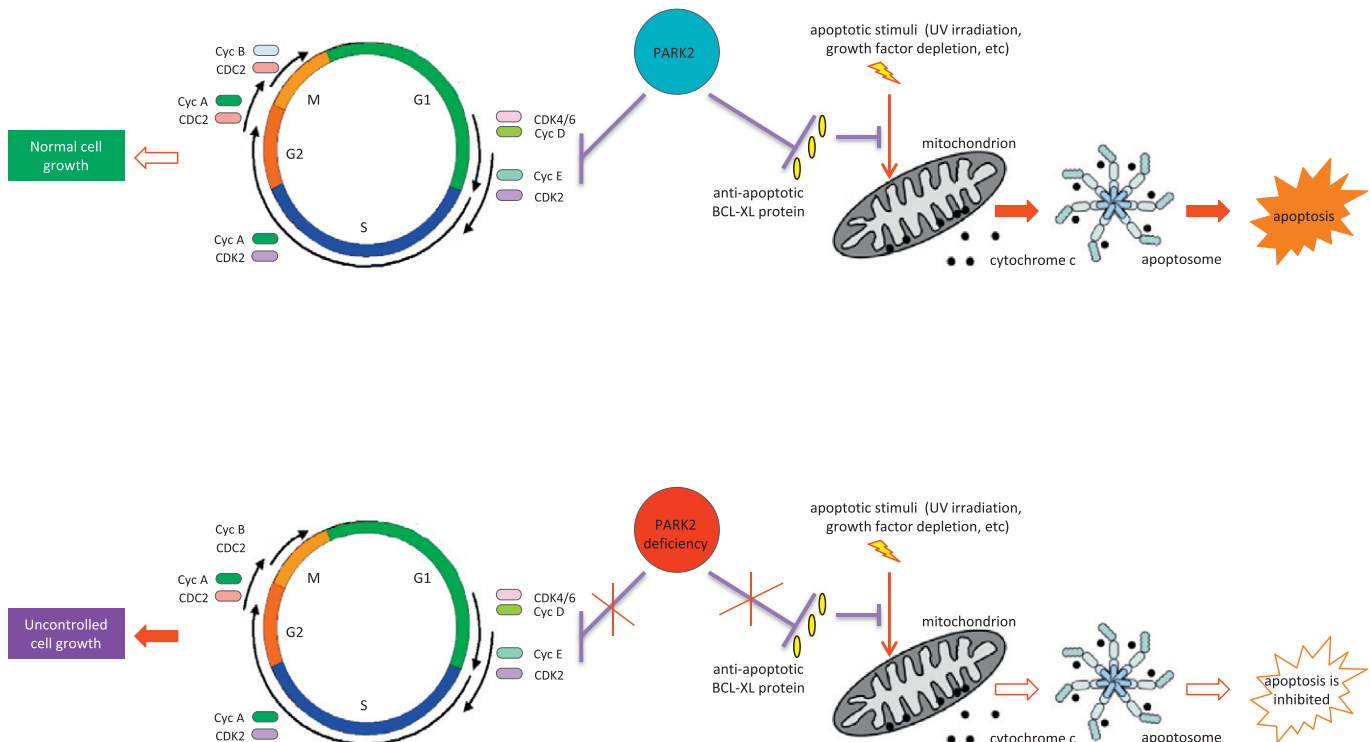 Cyc B
CDC2
Cyc A
CDC2
M
G1
G2
S
Cyc A
CDK2
CDK4/6
Cyc D
Cyc E
CDK2
Normal cell
growth
PARK2
apoptotic stimuli (UV irradiation,
growth factor depletion, etc)
anti-apoptotic
BCL-XL protein
mitochondrion
cytochrome c
apoptosome
apoptosis
Cyc B
CDC2
Cyc A
CDC2
M
G1
G2
S
Cyc A
CDK2
CDK4/6
Cyc D
Cyc E
CDK2
Uncontrolled
cell growth
PARK2
deficiency
apoptotic stimuli (UV irradiation,
growth factor depletion, etc)
anti-apoptotic
BCL-XL protein
mitochondrion
cytochrome c
apoptosome
apoptosis is
inhibited